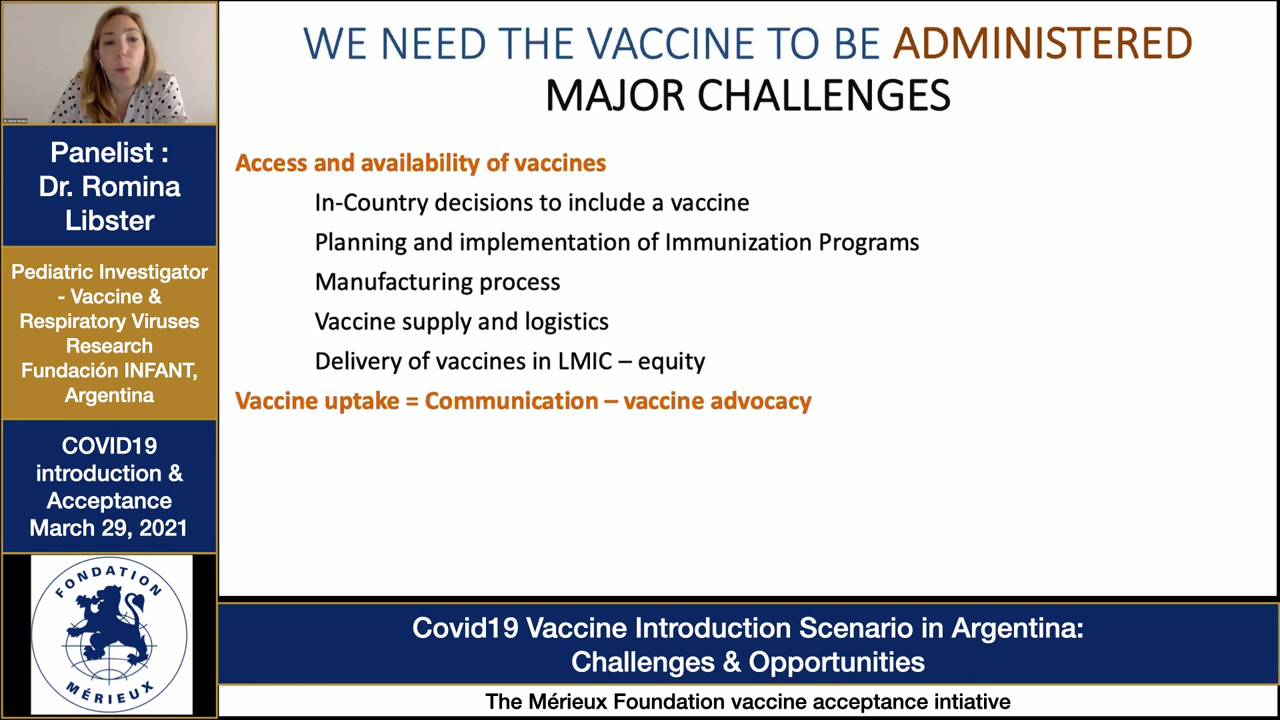 WE NEED THE VACCINE TO BE ADMINISTERED
MAJOR CHALLENGES
Access and availability of vaccines
In-Country decisions to include a vaccine
Planning and implementation of Immunization Programs
Manufacturing process
Vaccine supply and logistics
Delivery of vaccines in LMIC – equity
Vaccine uptake = Communication – vaccine advocacy
Panelist :
Dr. Romina
Libster
Pediatric Investigator
- Vaccine &
Respiratory Viruses
Research
Fundación INFANT,
Argentina
COVID19
introduction &
Acceptance
March 29, 2021
FONDATION
MÉRIEUX
Covid19 Vaccine Introduction Scenario in Argentina:
Challenges & Opportunities
The Mérieux Foundation vaccine acceptance intiative